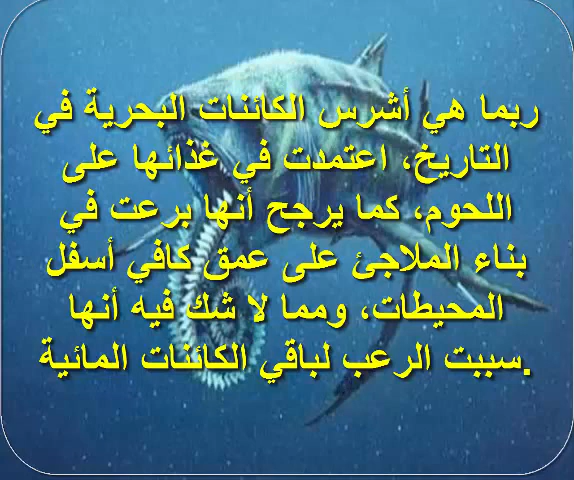 ربما هي أشرس الكائنات البحرية في
التاريخ، اعتمدت في غذائها على
اللحوم، كما يرجح أنها برعت في
بناء الملاجئ على عمق كافي أسفل
المحيطات، ومما لا شك فيه أنها
سببت الرعب لباقي الكائنات المائية.